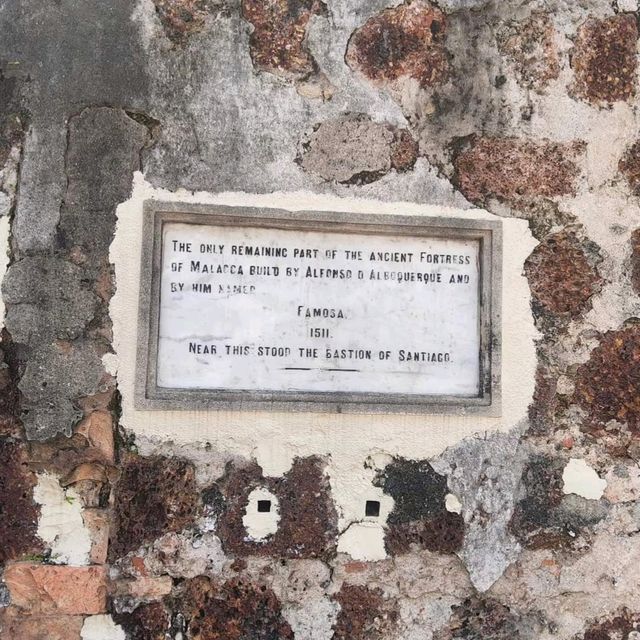 THE ONLY REMAINING PART OF THE ANCIENT FORTRESS
OF MALACCA BUILD BY ALFONSO D ALBUQUERQUE AND
BY HIM NAMED
FAMOSA.
1511.
NEAR THIS STOOD THE BASTION OF SANTIAGO.